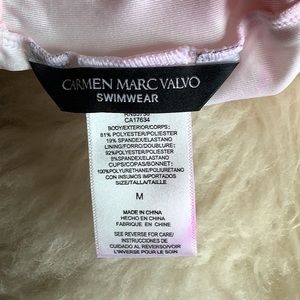 CARMEN MARC VALVO
SWIMWEAR
CA17634
BODY/EXTERIOR/CORPS:
81% POLYESTER/POLIESTER
19% SPANDEX/ELASTANO
LINING/FORRO/DOUBLURE:
92%POLYESTER/POLIESTER
8%SPANDEX/ELASTANO
CUPS/COPAS/BONNET:
100%POLYURETHANE/POLIURETANO
CON INSUMOS IMPORTADOS
SIZE/TALLA/TAILLE
M
MADE IN CHINA
HECHO EN CHINA
FABRIQUE EN CHINE
SEE REVERSE FOR CARE/
INSTRUCCIONES DE
CUIDADO AL REVERSO/VOIR
L'INVERSE POUR LE SOIN